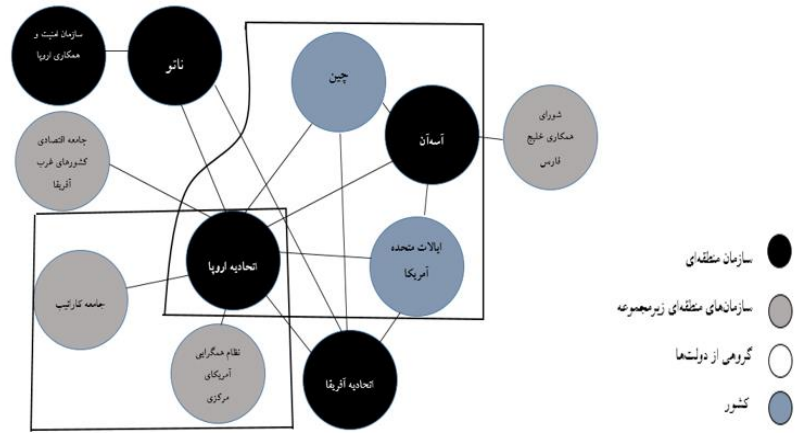 سازمان امنیت و
همکاری اروپا
ناتو
چین
آسه‌آن
شورای
همکاری خلیج
فارس
جامعه اقتصادی
کشورهای غرب
آفریقا
اتحادیه اروپا
ایالات متحده
آمریکا
جامعه کارائیب
نظام همگرایی
آمریکای
مرکزی
اتحادیه آفریقا
سازمان منطقه‌ای
سازمان‌های منطقه‌ای زیرمجموعه
گروهی از دولت‌ها
کشور